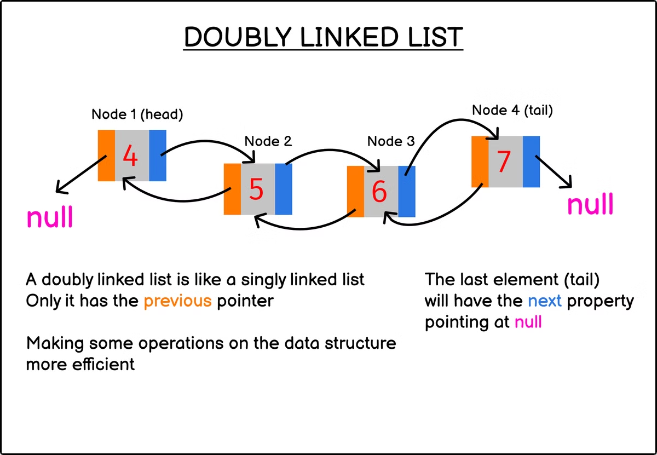 DOUBLY LINKED LIST
Node 1 (head)
Node 2
Node 3
Node 4 (tail)
4
5
6
7
null
null
A doubly linked list is like a singly linked list
Only it has the previous pointer
Making some operations on the data structure
more efficient
The last element (tail)
will have the next property
pointing at null